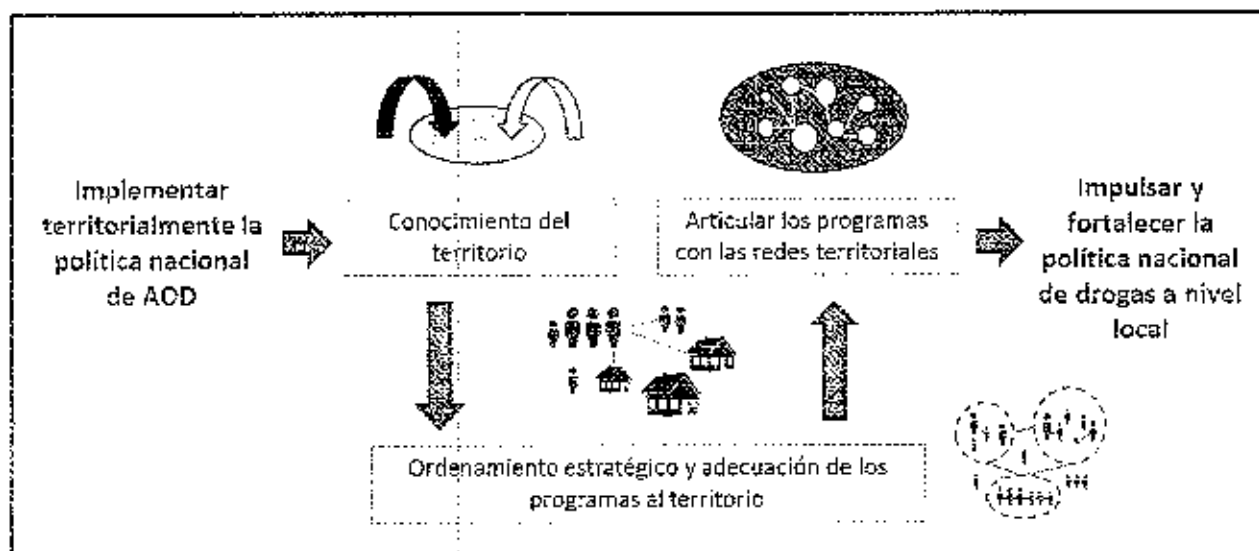 Implementar
territorialmente la
política nacional
de AOD
Conocimiento del
territorio
Articular los programas
con las redes territoriales
Impulsar y
fortalecer la
política nacional
de drogas a nivel
local
Ordenamiento estratégico y adecuación de los
programas al territorio